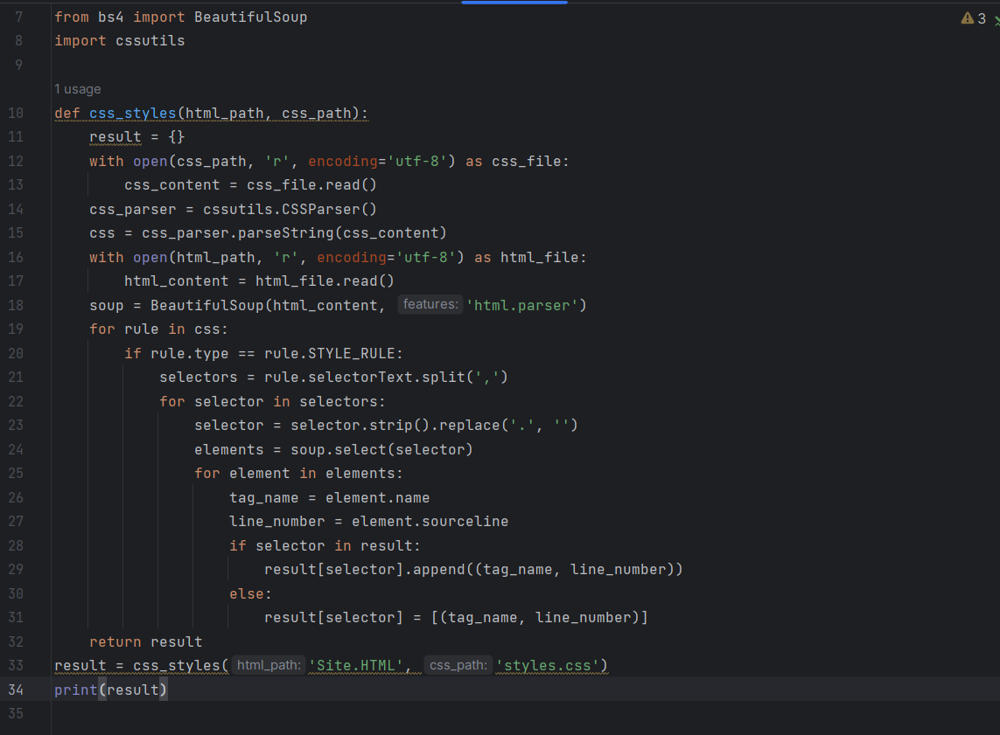 7 from bs4 import BeautifulSoup 3
8 import cssutils
9
1 usage
10 def css_styles(html_path, css_path):
11     result = {}
12     with open(css_path, 'r', encoding='utf-8') as css_file:
13         css_content = css_file.read()
14     css_parser = cssutils.CSSParser()
15     css = css_parser.parseString(css_content)
16     with open(html_path, 'r', encoding='utf-8') as html_file:
17         html_content = html_file.read()
18     soup = BeautifulSoup(html_content, features: 'html.parser')
19     for rule in css:
20         if rule.type == rule.STYLE_RULE:
21             selectors = rule.selectorText.split(',')
22             for selector in selectors:
23                 selector = selector.strip().replace('.', '')
24                 elements = soup.select(selector)
25                 for element in elements:
26                     tag_name = element.name
27                     line_number = element.sourceline
28                     if selector in result:
29                         result[selector].append((tag_name, line_number))
30                     else:
31                         result[selector] = [(tag_name, line_number)]
32     return result
33 result = css_styles( html_path: 'Site.HTML', css_path: 'styles.css')
34 print(result)
35